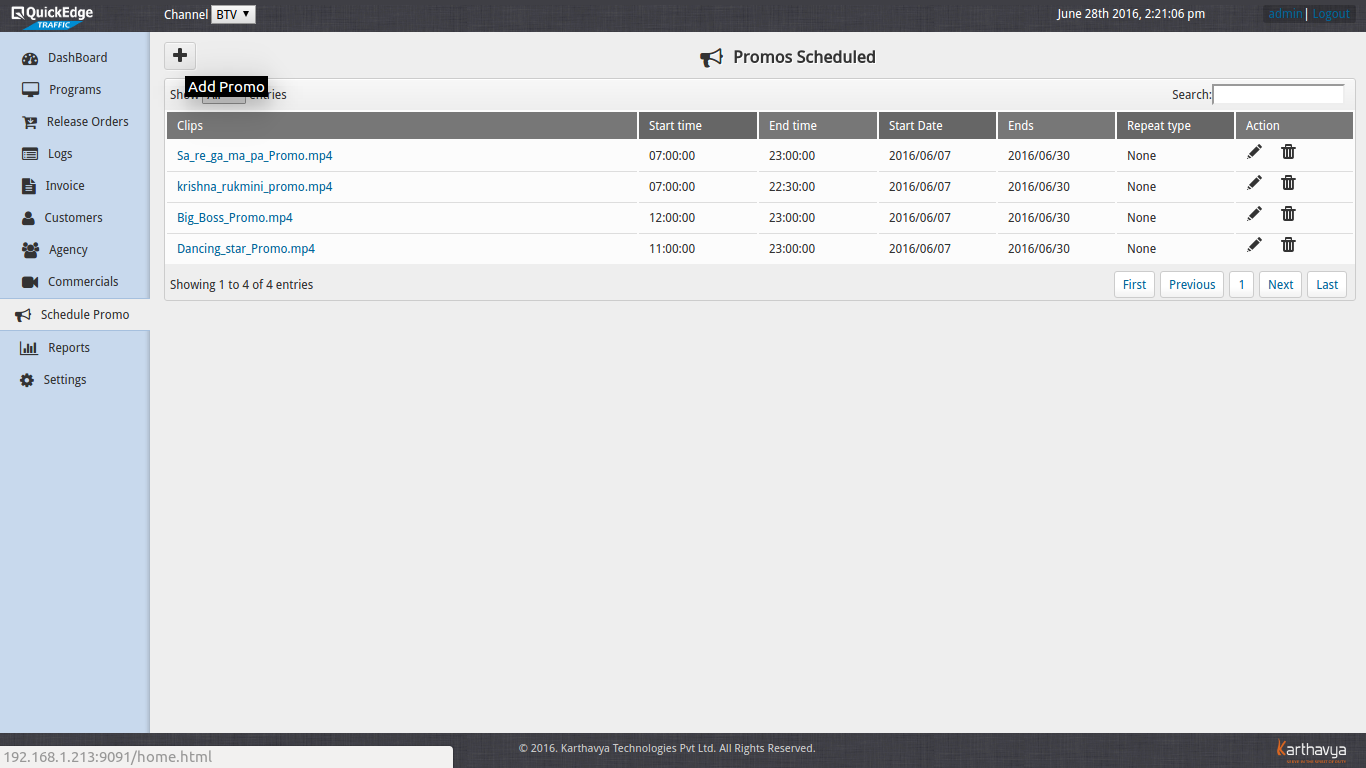 QuickEdge
TRAFFIC
Channel BTV
June 28th 2016, 2:21:06 pm
admin | Logout
DashBoard
Programs
Release Orders
Logs
Invoice
Customers
Agency
Commercials
Schedule Promo
Reports
Settings
Promos Scheduled
Add Promo
Show All entries
Search:
Clips Start time End time Start Date Ends Repeat type Action
Sa_re_ga_ma_pa_Promo.mp4 07:00:00 23:00:00 2016/06/07 2016/06/30 None
krishna_rukmini_promo.mp4 07:00:00 22:30:00 2016/06/07 2016/06/30 None
Big_Boss_Promo.mp4 12:00:00 23:00:00 2016/06/07 2016/06/30 None
Dancing_star_Promo.mp4 11:00:00 23:00:00 2016/06/07 2016/06/30 None
Showing 1 to 4 of 4 entries
First Previous 1 Next Last
192.168.1.213:9091/home.html
© 2016. Karthavya Technologies Pvt Ltd. All Rights Reserved.
Karthavya